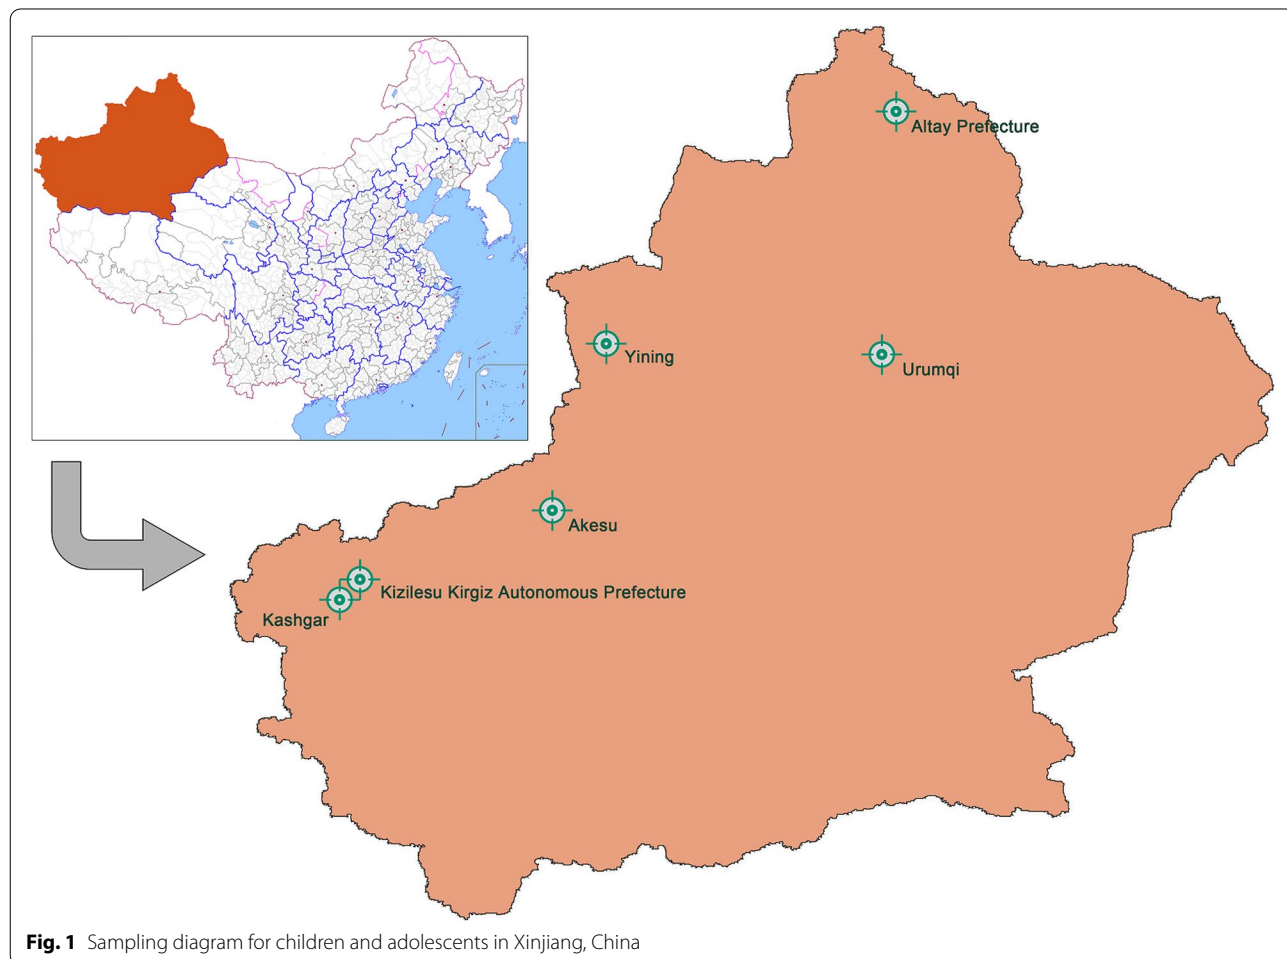 Altay Prefecture
Yining
Urumqi
Akesu
Kizilesu Kirgiz Autonomous Prefecture
Kashgar
Fig. 1 Sampling diagram for children and adolescents in Xinjiang, China